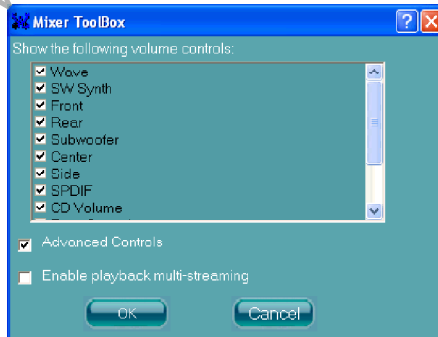 Mixer ToolBox
Show the following volume controls:
Wave
SW Synth
Front
Rear
Subwoofer
Center
Side
SPDIF
CD Volume
Advanced Controls
Enable playback multi-streaming
OK Cancel